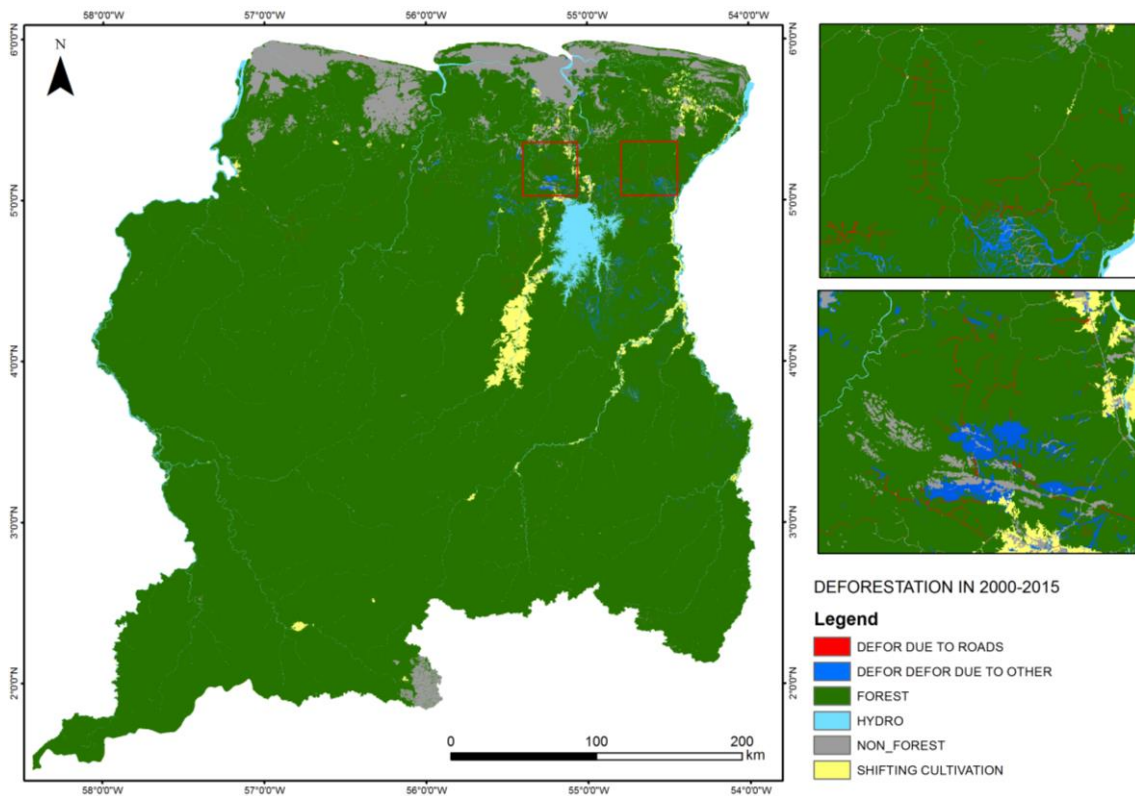 58°0'0"W 57°0'0"W 56°0'0"W 55°0'0"W 54°0'0"W
N
6°0'0"N
5°0'0"N
4°0'0"N
3°0'0"N
2°0'0"N
6°0'0"N
5°0'0"N
4°0'0"N
3°0'0"N
2°0'0"N
0 100 200
km
58°0'0"W 57°0'0"W 56°0'0"W 55°0'0"W 54°0'0"W
DEFORESTATION IN 2000-2015
Legend
DEFOR DUE TO ROADS
DEFOR DEFOR DUE TO OTHER
FOREST
HYDRO
NON_FOREST
SHIFTING CULTIVATION